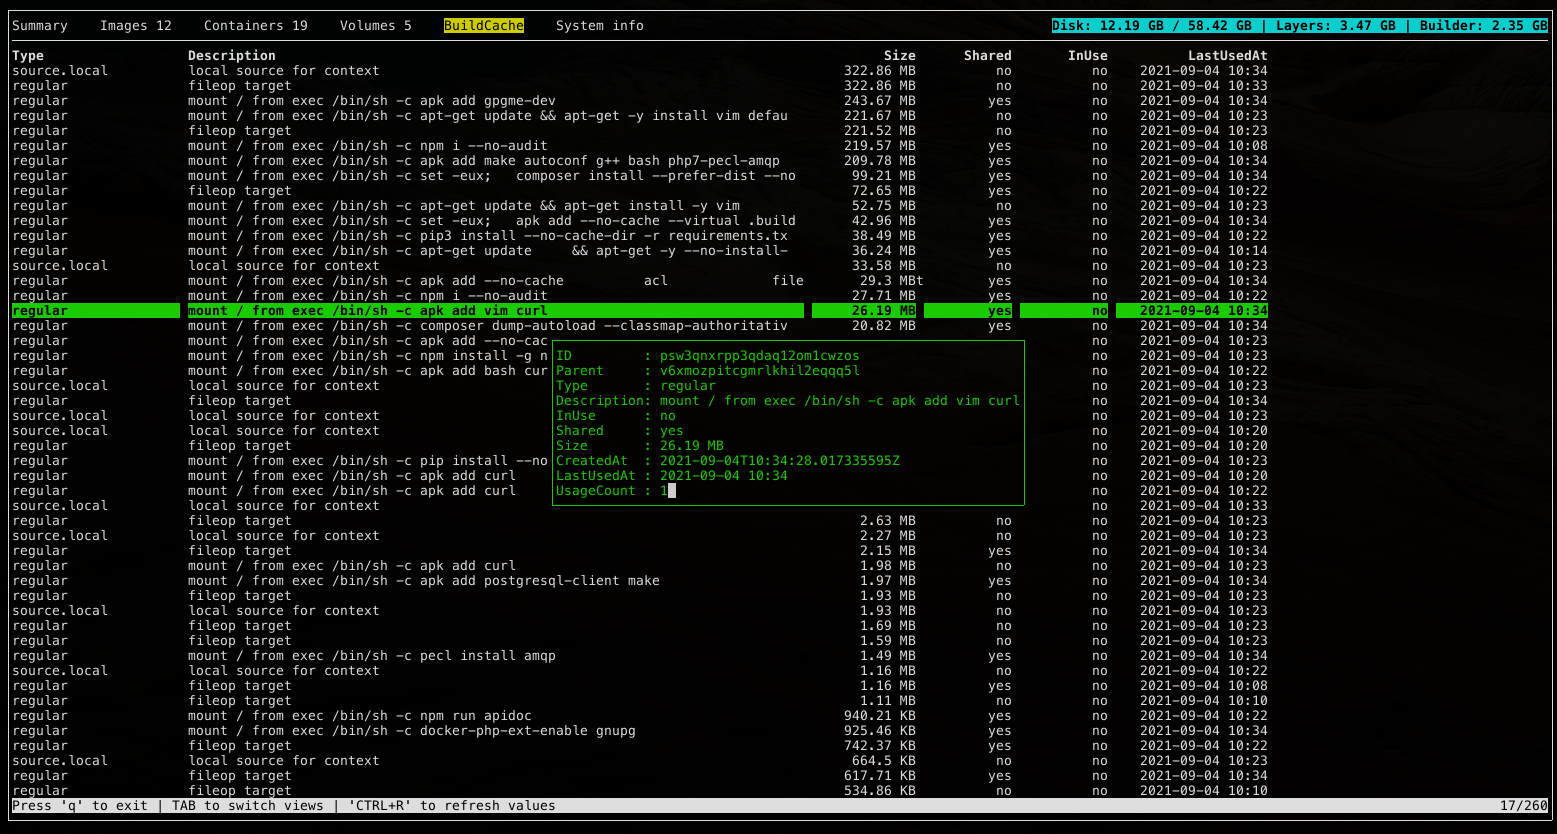 Summary Images 12 Containers 19 Volumes 5 BuildCache System info Disk: 12.19 GB / 58.42 GB | Layers: 3.47 GB | Builder: 2.35 GB
Type Description Size Shared InUse LastUsedAt
source.local local source for context 322.86 MB no no 2021-09-04 10:34
regular fileop target 322.86 MB no no 2021-09-04 10:33
regular mount / from exec /bin/sh -c apk add gpgme-dev 243.67 MB yes no 2021-09-04 10:34
regular mount / from exec /bin/sh -c apt-get update && apt-get -y install vim defau 221.67 MB no no 2021-09-04 10:23
regular fileop target 221.52 MB no no 2021-09-04 10:23
regular mount / from exec /bin/sh -c npm i --no-audit 219.57 MB yes no 2021-09-04 10:08
regular mount / from exec /bin/sh -c apk add make autoconf g++ bash php7-pecl-amqp 209.78 MB yes no 2021-09-04 10:34
regular mount / from exec /bin/sh -c set -eux; composer install --prefer-dist --no 99.21 MB yes no 2021-09-04 10:34
regular fileop target 72.65 MB yes no 2021-09-04 10:22
regular mount / from exec /bin/sh -c apt-get update && apt-get install -y vim 52.75 MB no no 2021-09-04 10:23
regular mount / from exec /bin/sh -c set -eux; apk add --no-cache --virtual .build 42.96 MB yes no 2021-09-04 10:34
regular mount / from exec /bin/sh -c pip3 install --no-cache-dir -r requirements.tx 38.49 MB yes no 2021-09-04 10:22
regular mount / from exec /bin/sh -c apt-get update && apt-get -y --no-install- 36.24 MB yes no 2021-09-04 10:14
source.local local source for context 33.58 MB no no 2021-09-04 10:23
regular mount / from exec /bin/sh -c apk add --no-cache acl file 29.3 MBt yes no 2021-09-04 10:34
regular mount / from exec /bin/sh -c npm i --no-audit 27.71 MB yes no 2021-09-04 10:22
regular mount / from exec /bin/sh -c apk add vim curl 26.19 MB yes no 2021-09-04 10:34
regular mount / from exec /bin/sh -c composer dump-autoload --classmap-authoritativ 20.82 MB yes no 2021-09-04 10:34
regular mount / from exec /bin/sh -c apk add --no-cac no 2021-09-04 10:34
regular mount / from exec /bin/sh -c npm install -g n no 2021-09-04 10:22
regular mount / from exec /bin/sh -c apk add bash cur no 2021-09-04 10:22
source.local local source for context no 2021-09-04 10:23
regular fileop target no 2021-09-04 10:34
source.local local source for context no 2021-09-04 10:22
source.local local source for context no 2021-09-04 10:20
regular fileop target no 2021-09-04 10:20
regular mount / from exec /bin/sh -c pip install --no no 2021-09-04 10:23
regular mount / from exec /bin/sh -c apk add curl no 2021-09-04 10:20
regular mount / from exec /bin/sh -c apk add curl no 2021-09-04 10:22
source.local local source for context no 2021-09-04 10:33
ID : psw3qnxrpp3qdaq12om1cwzos
Parent : v6xmozpitcgmrlkhil2eqqq5l
Type : regular
Description: mount / from exec /bin/sh -c apk add vim curl
InUse : no
Shared : yes
Size : 26.19 MB
CreatedAt : 2021-09-04T10:34:28.017335595Z
LastUsedAt : 2021-09-04 10:34
UsageCount : 1
regular fileop target 2.63 MB no no 2021-09-04 10:23
source.local local source for context 2.27 MB no no 2021-09-04 10:23
regular fileop target 2.15 MB yes no 2021-09-04 10:34
regular mount / from exec /bin/sh -c apk add curl 1.98 MB no no 2021-09-04 10:23
regular mount / from exec /bin/sh -c apk add postgresql-client make 1.97 MB yes no 2021-09-04 10:34
regular fileop target 1.93 MB no no 2021-09-04 10:23
source.local local source for context 1.93 MB no no 2021-09-04 10:23
regular fileop target 1.69 MB no no 2021-09-04 10:23
regular fileop target 1.59 MB no no 2021-09-04 10:23
regular mount / from exec /bin/sh -c pecl install amqp 1.49 MB yes no 2021-09-04 10:34
source.local local source for context 1.16 MB no no 2021-09-04 10:22
regular fileop target 1.16 MB yes no 2021-09-04 10:08
regular fileop target 1.11 MB no no 2021-09-04 10:10
regular mount / from exec /bin/sh -c npm run apidoc 940.21 KB yes no 2021-09-04 10:22
regular mount / from exec /bin/sh -c docker-php-ext-enable gnupg 925.46 KB yes no 2021-09-04 10:34
regular fileop target 742.37 KB yes no 2021-09-04 10:22
source.local local source for context 664.5 KB no no 2021-09-04 10:23
regular fileop target 617.71 KB yes no 2021-09-04 10:34
regular fileop target 534.86 KB no no 2021-09-04 10:10
Press 'q' to exit | TAB to switch views | 'CTRL+R' to refresh values 17/260